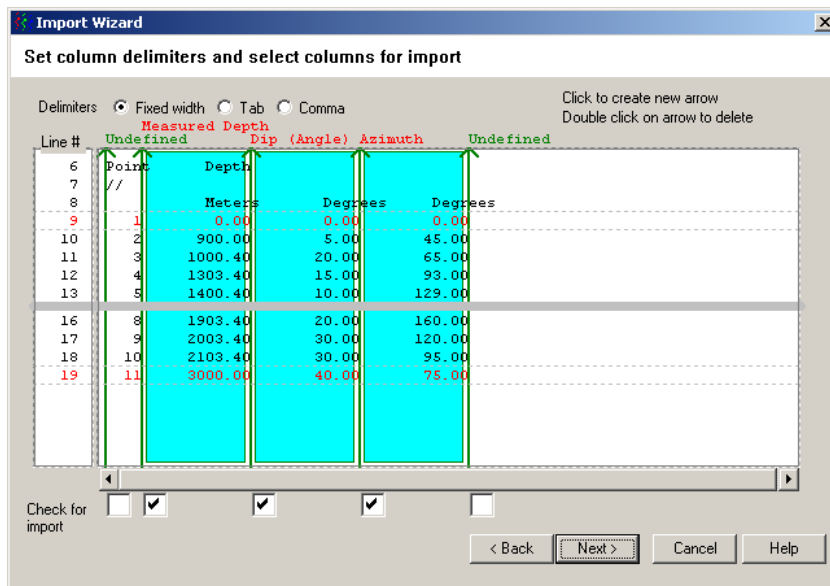 Import Wizard
Set column delimiters and select columns for import
Delimiters Fixed width Tab Comma
Click to create new arrow
Double click on arrow to delete
Measured Depth
Line # Undefined Dip (Angle) Azimuth Undefined
6 Point Depth
7 //
8 Meters Degrees Degrees
9 1 0.00 0.00 0.00
10 2 900.00 5.00 45.00
11 3 1000.40 20.00 65.00
12 4 1303.40 15.00 93.00
13 5 1400.40 10.00 129.00
16 8 1903.40 20.00 160.00
17 9 2003.40 30.00 120.00
18 10 2103.40 30.00 95.00
19 11 3000.00 40.00 75.00
Check for
import
< Back Next > Cancel Help